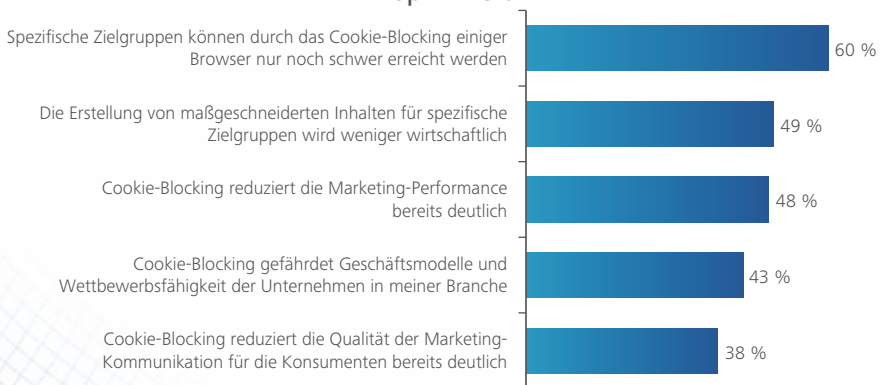 Spezifische Zielgruppen können durch das Cookie-Blocking einiger
Browser nur noch schwer erreicht werden
60 %
Die Erstellung von maßgeschneiderten Inhalten für spezifische
Zielgruppen wird weniger wirtschaftlich
49 %
Cookie-Blocking reduziert die Marketing-Performance
bereits deutlich
48 %
Cookie-Blocking gefährdet Geschäftsmodelle und
Wettbewerbsfähigkeit der Unternehmen in meiner Branche
43 %
Cookie-Blocking reduziert die Qualität der Marketing-
Kommunikation für die Konsumenten bereits deutlich
38 %